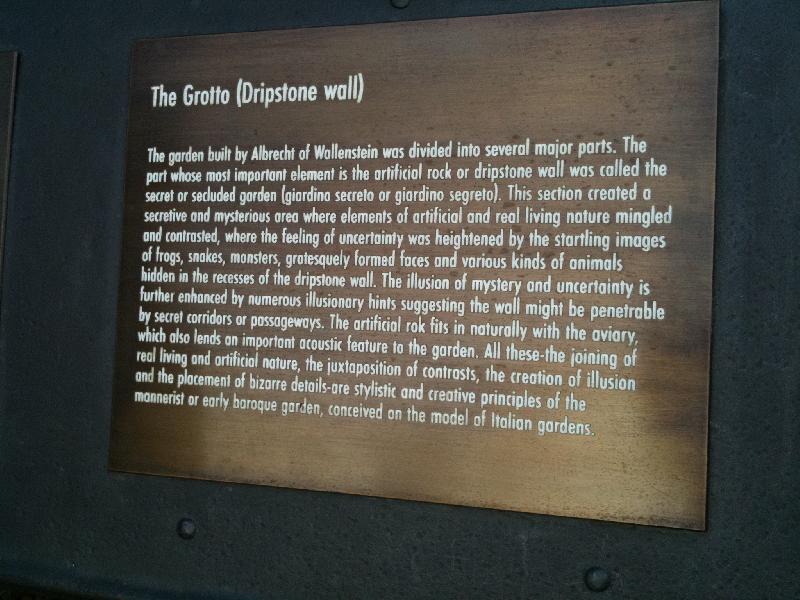 The Grotto (Dripstone wall)
The garden built by Albrecht of Wallenstein was divided into several major parts. The
part whose most important element is the artificial rock or dripstone wall was called the
secret or secluded garden (giardino secreto or giardino segreto). This section created a
secretive and mysterious area where elements of artificial and real living nature mingled
and contrasted, where the feeling of uncertainty was heightened by the startling images
of frogs, snakes, monsters, grotesquely formed faces and various kinds of animals
hidden in the recesses of the dripstone wall. The illusion of mystery and uncertainty is
further enhanced by numerous illusionary hints suggesting the wall might be penetrable
by secret corridors or passageways. The artificial rok fits in naturally with the aviary,
which also lends an important acoustic feature to the garden. All these-the joining of
real living and artificial nature, the juxtaposition of contrasts, the creation of illusion
and the placement of bizarre details-are stylistic and creative principles of the
mannerist or early baroque garden, conceived on the model of Italian gardens.